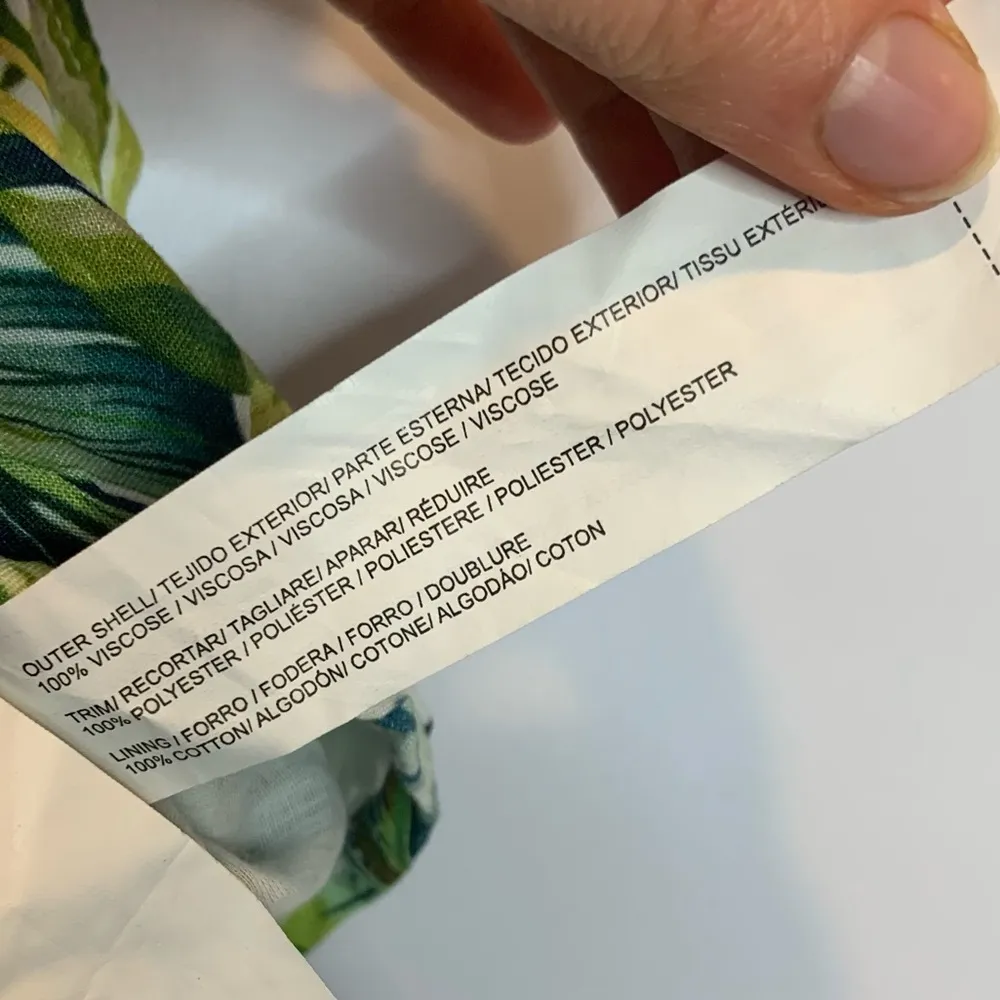 OUTER SHELL/ TEJIDO EXTERIOR/ PARTE ESTERNA/ TECIDO EXTERIOR/ TISSU
100% VISCOSE / VISCOSA / VISCOSA / VISCOSE / VISCOSE
TRIM/ RECORTAR/ TAGLIARE/ APARAR/ RÉDUIRE
100% POLYESTER / POLIÉSTER / POLIESTERE / POLIESTER / POLYESTER
LINING / FORRO / FODERA / FORRO / DOUBLURE
100% COTTON/ ALGODÓN/ COTONE/ ALGODÃO/ COTON